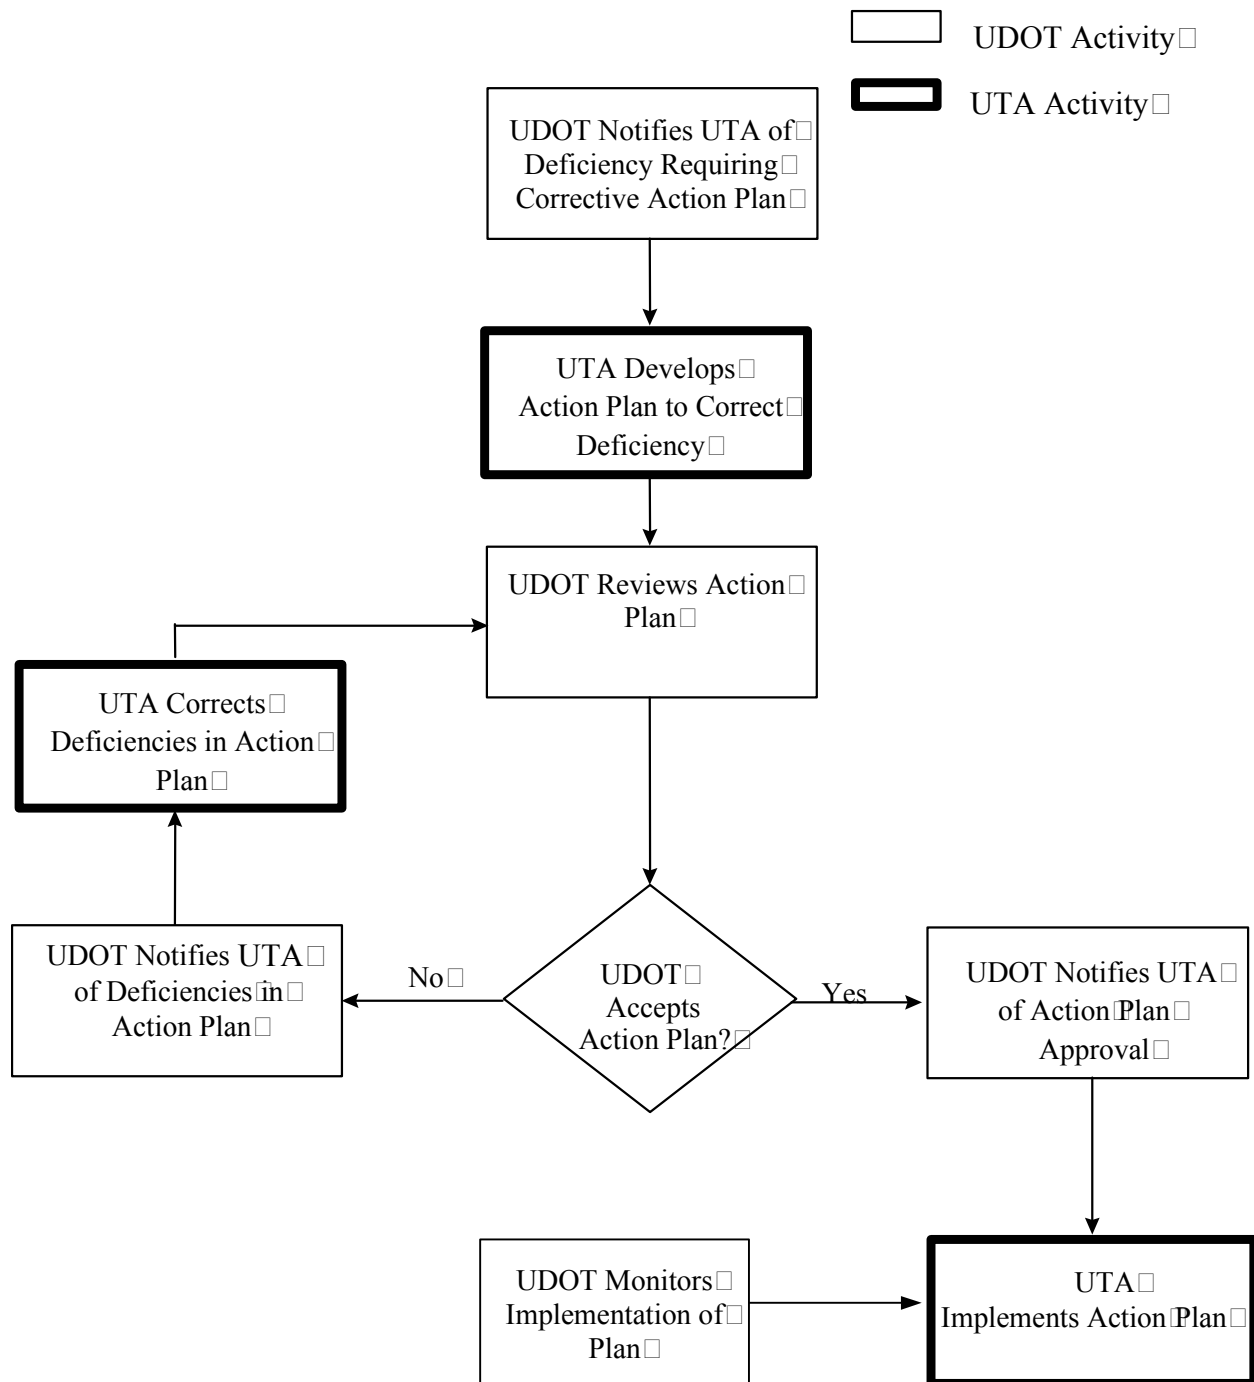 UDOT Activity□
UTA Activity□
UDOT Notifies UTA of□
Deficiency Requiring□
Corrective Action Plan□
UTA Develops□
Action Plan to Correct□
Deficiency□
UDOT Reviews Action□
Plan□
UTA Corrects□
Deficiencies in Action□
Plan□
UDOT Notifies UTA□
of Deficiencies□in□
Action Plan□
No□
UDOT□
Accepts
Action Plan?□
Yes
UDOT Notifies UTA□
of Action□Plan□
Approval□
UDOT Monitors□
Implementation of□
Plan□
UTA□
Implements Action□Plan□